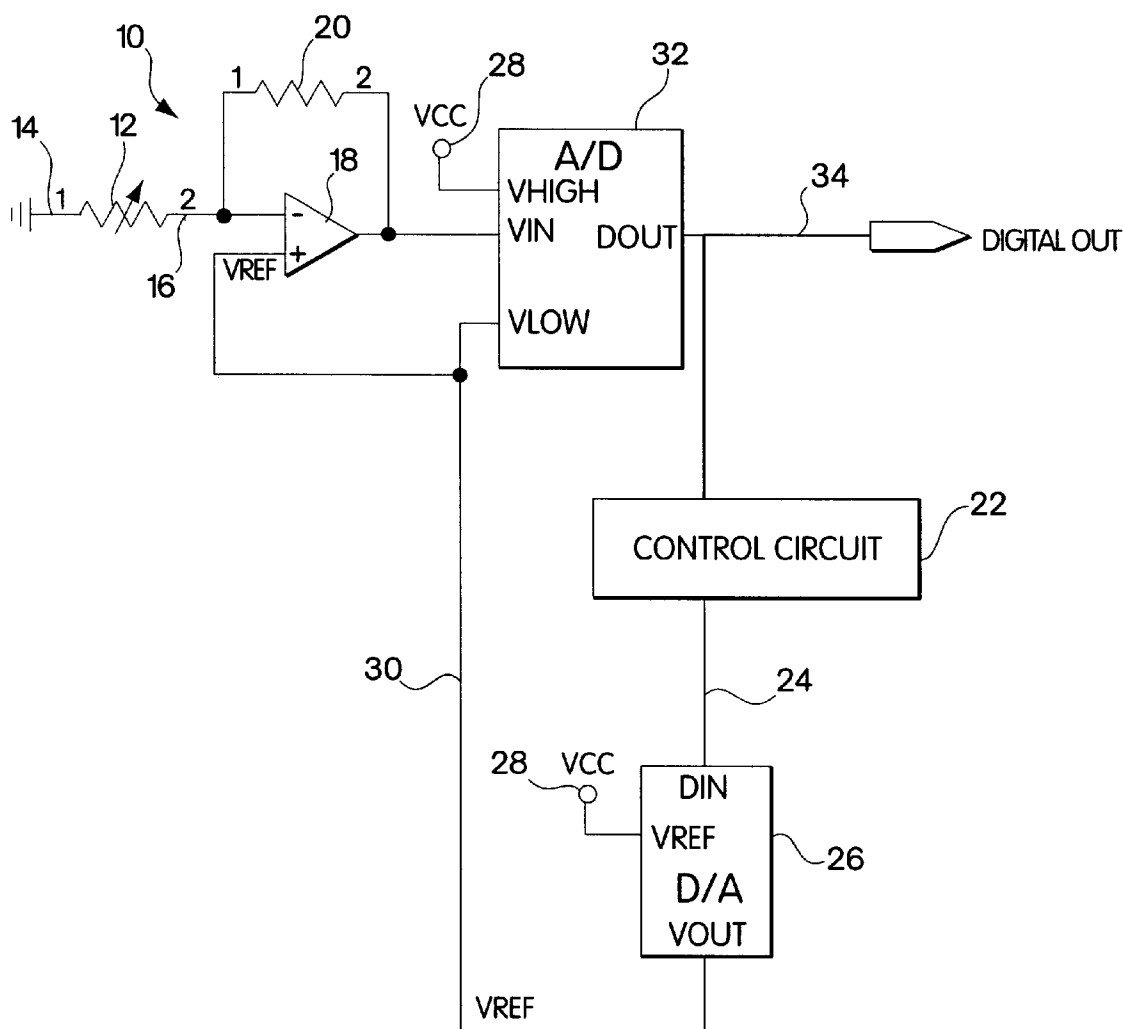 10
20
1 2
28
32
VCC
14
12
18
A/D
VHIGH
34
1
2
-
VIN
DOUT
DIGITAL OUT
+
VREF
16
VLOW
22
CONTROL CIRCUIT
30
24
28
VCC
DIN
VREF
26
D/A
VOUT
VREF